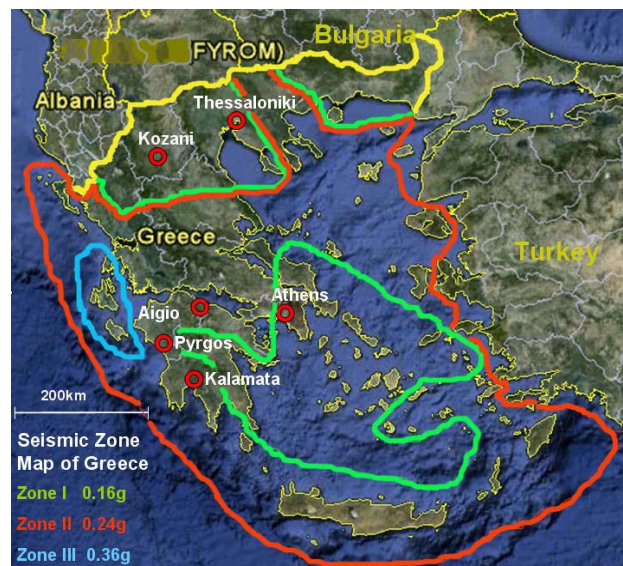 Bulgaria
FYROM)
Albania
Thessaloniki
Kozani
Greece
Turkey
Athens
Aigio
Pyrgos
Kalamata
200km
Seismic Zone
Map of Greece
Zone I 0.16g
Zone II 0.24g
Zone III 0.36g